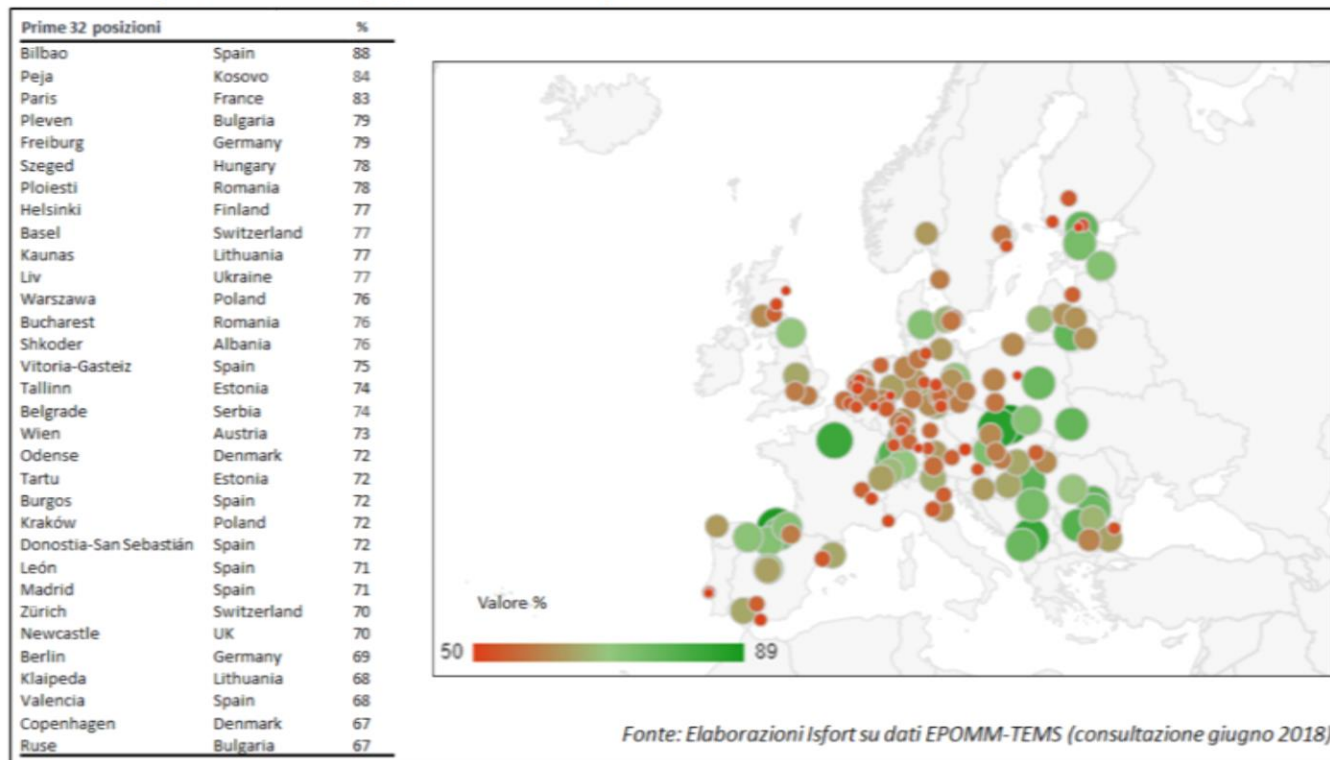 Prime 32 posizioni %
Bilbao Spain 88
Peja Kosovo 84
Paris France 83
Pleven Bulgaria 79
Freiburg Germany 79
Szeged Hungary 78
Ploiesti Romania 78
Helsinki Finland 77
Basel Switzerland 77
Kaunas Lithuania 77
Liv Ukraine 77
Warszawa Poland 76
Bucharest Romania 76
Shkoder Albania 76
Vitoria-Gasteiz Spain 75
Tallinn Estonia 74
Belgrade Serbia 74
Wien Austria 73
Odense Denmark 72
Tartu Estonia 72
Burgos Spain 72
Kraków Poland 72
Donostia-San Sebastián Spain 72
León Spain 71
Madrid Spain 71
Zürich Switzerland 70
Newcastle UK 70
Berlin Germany 69
Klaipeda Lithuania 68
Valencia Spain 68
Copenhagen Denmark 67
Ruse Bulgaria 67
Valore %
50 89
Fonte: Elaborazioni Isfort su dati EPOMM-TEMS (consultazione giugno 2018)